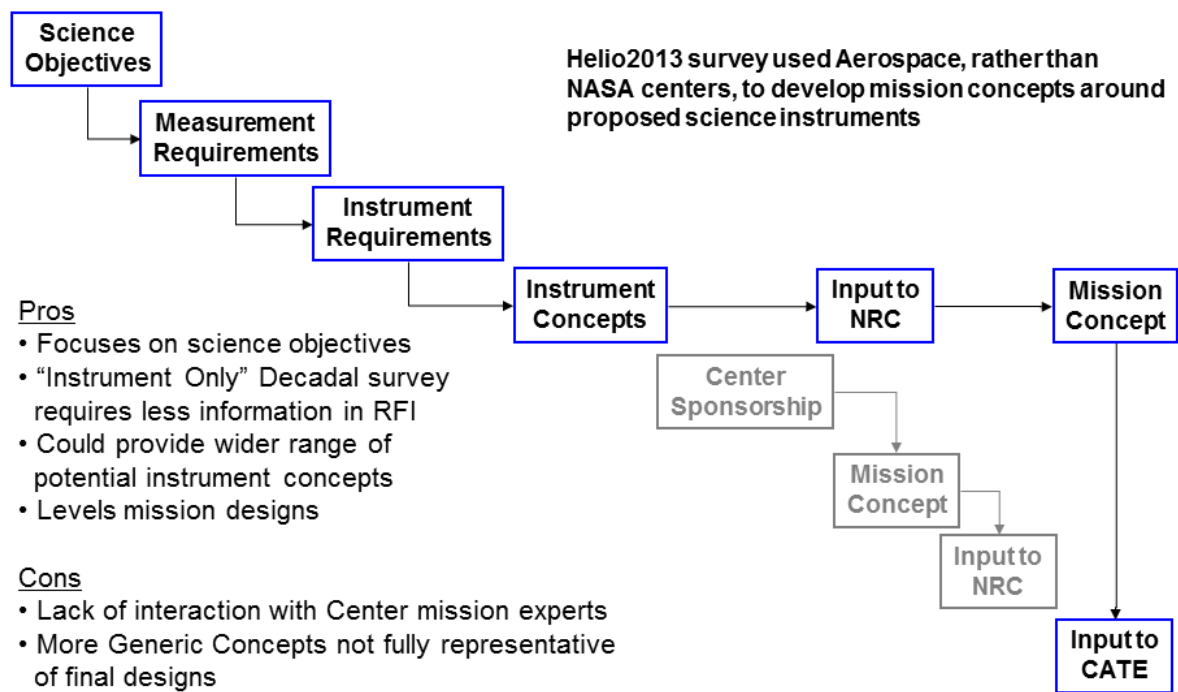 Science
Objectives
Helio2013 survey used Aerospace, rather than
NASA centers, to develop mission concepts around
proposed science instruments
Measurement
Requirements
Instrument
Requirements
Instrument
Concepts
Input to
NRC
Mission
Concept
Center
Sponsorship
Mission
Concept
Input to
NRC
Input to
CATE
Pros
• Focuses on science objectives
• “Instrument Only” Decadal survey
requires less information in RFI
• Could provide wider range of
potential instrument concepts
• Levels mission designs
Cons
• Lack of interaction with Center mission experts
• More Generic Concepts not fully representative
of final designs